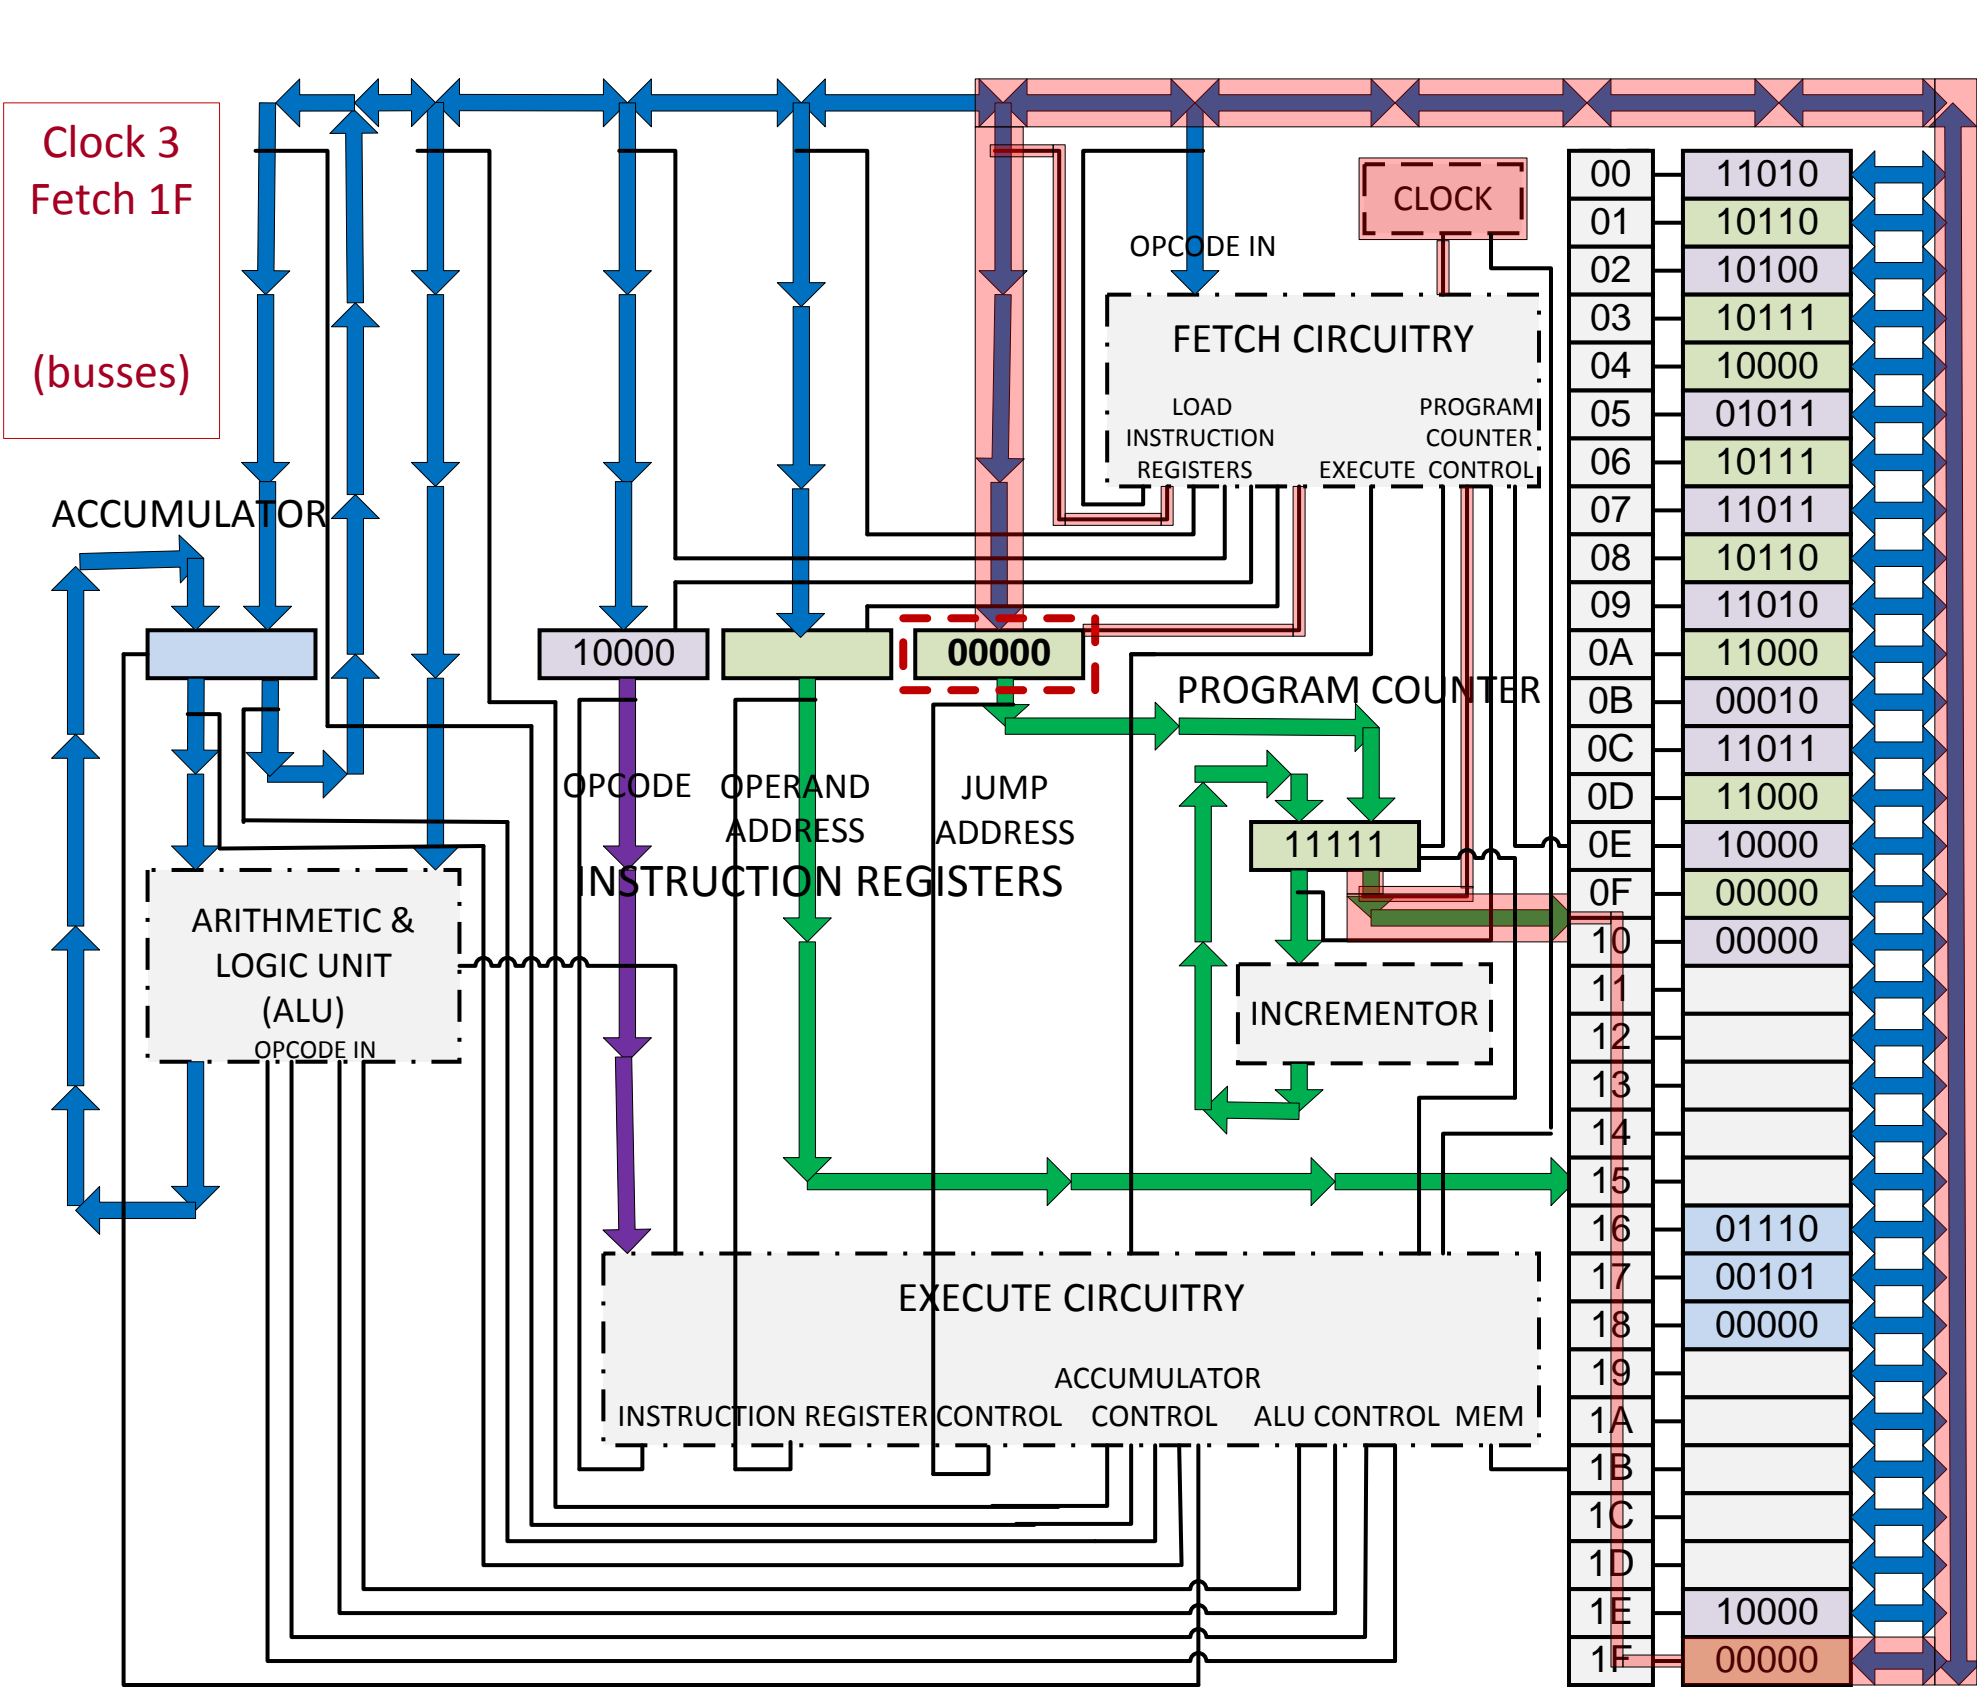 Clock 3
Fetch 1F
(busses)
CLOCK
OPCODE IN
FETCH CIRCUITRY
LOAD
INSTRUCTION
REGISTERS
EXECUTE
PROGRAM
COUNTER
CONTROL
ACCUMULATOR
10000
00000
PROGRAM COUNTER
OPCODE
OPERAND
ADDRESS
JUMP
ADDRESS
INSTRUCTION REGISTERS
11111
INCREMENTOR
ARITHMETIC &
LOGIC UNIT
(ALU)
OPCODE IN
EXECUTE CIRCUITRY
INSTRUCTION REGISTER CONTROL
ACCUMULATOR
CONTROL
ALU CONTROL
MEM
00 11010
01 10110
02 10100
03 10111
04 10000
05 01011
06 10111
07 11011
08 10110
09 11010
0A 11000
0B 00010
0C 11011
0D 11000
0E 10000
0F 00000
10 00000
11
12
13
14
15
16 01110
17 00101
18 00000
19
1A
1B
1C
1D
1E 10000
1F 00000